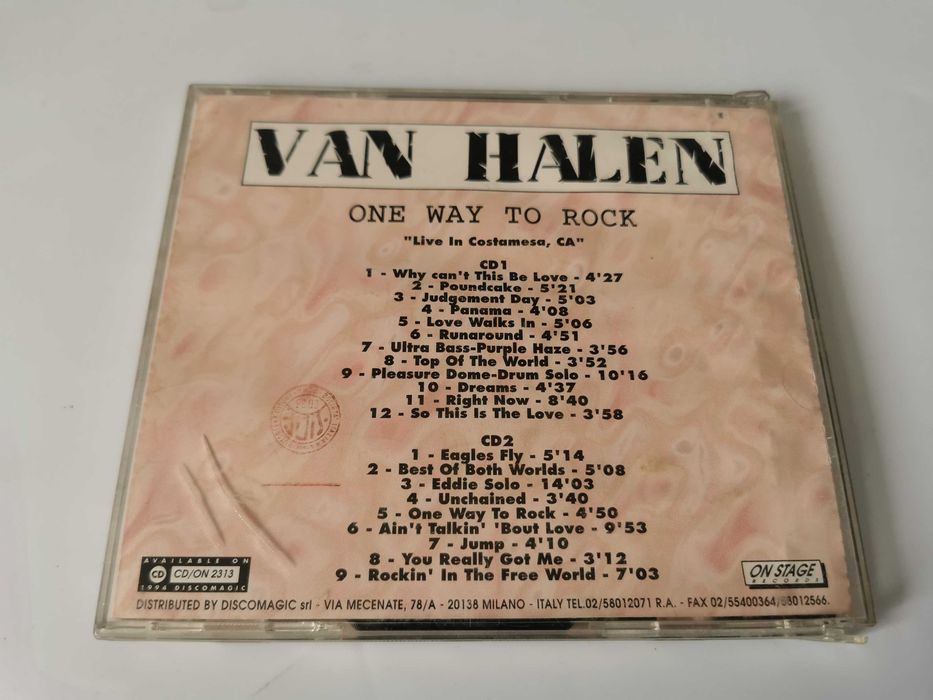 VAN HALEN
ONE WAY TO ROCK
"Live In Costamesa, CA"
CD1
1 - Why can't This Be Love - 4'27
2 - Poundcake - 5'21
3 - Judgement Day - 5'03
4 - Panama - 4'08
5 - Love Walks In - 5'06
6 - Runaround - 4'51
7 - Ultra Bass-Purple Haze - 3'56
8 - Top Of The World - 3'52
9 - Pleasure Dome-Drum Solo - 10'16
10 - Dreams - 4'37
11 - Right Now - 8'40
12 - So This Is The Love - 3'58
CD2
1 - Eagles Fly - 5'14
2 - Best Of Both Worlds - 5'08
3 - Eddie Solo - 14'03
4 - Unchained - 3'40
5 - One Way To Rock - 4'50
6 - Ain't Talkin' 'Bout Love - 9'53
7 - Jump - 4'10
8 - You Really Got Me - 3'12
9 - Rockin' In The Free World - 7'03
AVAILABLE ON
CD CD/ON 2313
1994 DISCOMAGIC
ON STAGE
RECORDS
DISTRIBUTED BY DISCOMAGIC srl - VIA MECENATE, 78/A - 20138 MILANO - ITALY TEL.02/58012071 R.A. - FAX 02/55400364/58012566.